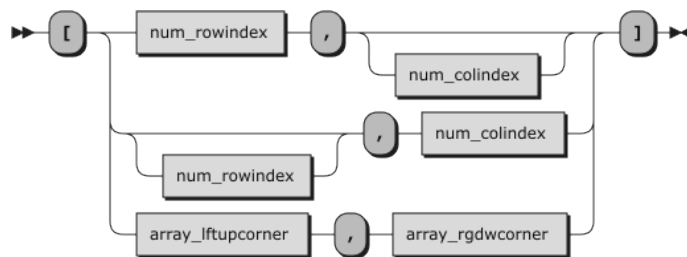 [ num_rowindex , ]
num_colindex
, num_colindex
num_rowindex
array_lftupcorner , array_rgdwcorner